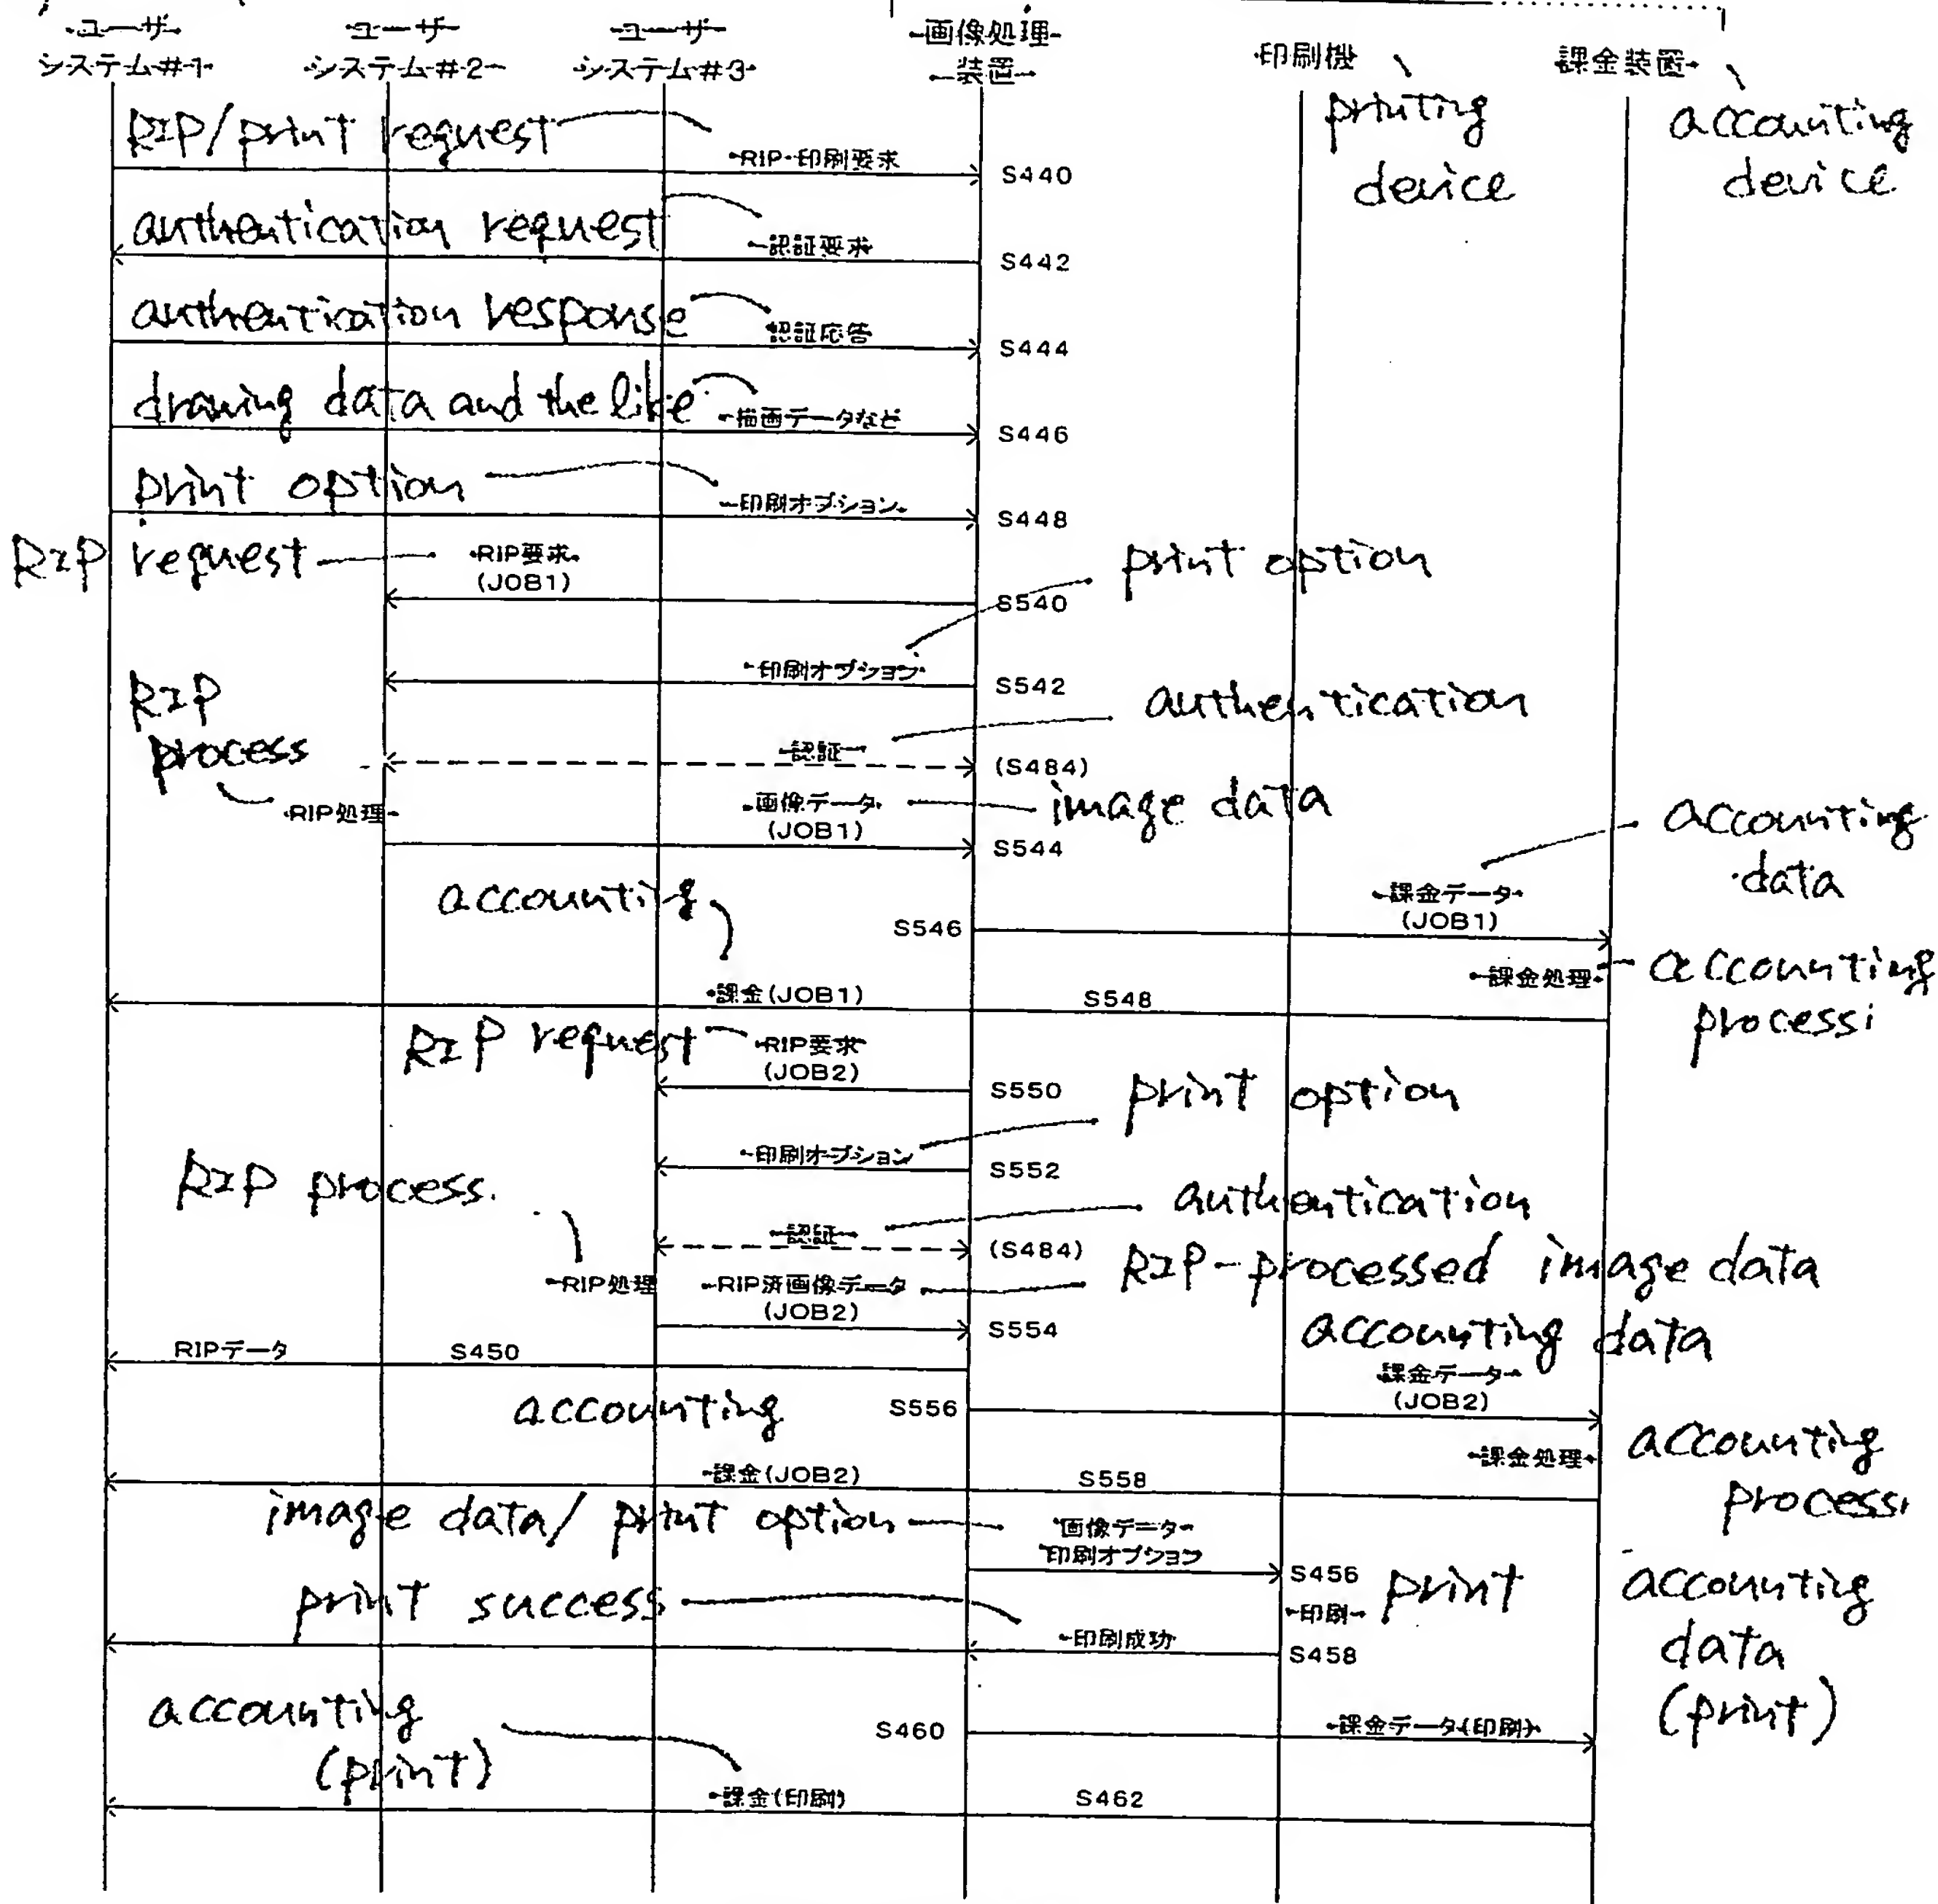 ユーザ
システム#1
ユーザ
システム#2
ユーザ
システム#3
画像処理
装置
印刷機
課金装置
printing
device
accounting
device
RIP/print request
RIP・印刷要求
S440
authentication request
認証要求
S442
authentication response
認証応答
S444
drawing data and the like
描画データなど
S446
print option
印刷オプション
S448
RIP request
RIP要求
(JOB1)
S540
print option
印刷オプション
S542
RIP
process
authentication
認証
(S484)
RIP処理
画像データ
(JOB1)
image data
S544
accounting
data
課金データ
(JOB1)
accounting
S546
課金処理
accounting
課金(JOB1)
S548
RIP request
RIP要求
(JOB2)
S550
print option
印刷オプション
S552
RIP process.
authentication
認証
(S484)
RIP処理
RIP済画像データ
(JOB2)
RIP-processed image data
S554
accounting data
RIPデータ
S450
課金データ
(JOB2)
accounting
S556
課金処理
accounting
課金(JOB2)
S558
image data/ print option
画像データ
印刷オプション
S456
print success
印刷
print
印刷成功
S458
accounting
data
(print)
accounting
(print)
S460
課金データ(印刷)
課金(印刷)
S462